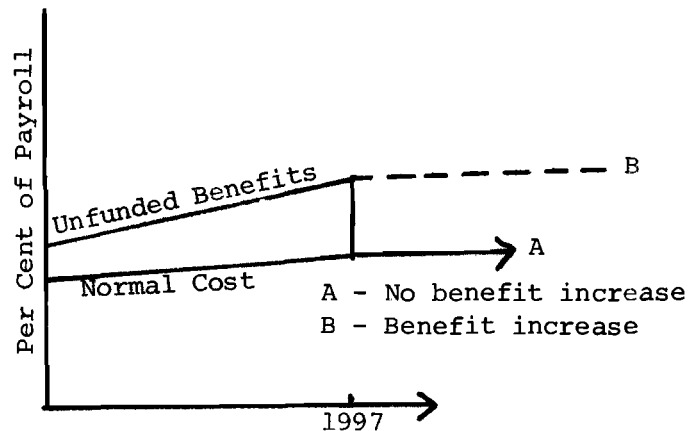 Per Cent of Payroll
Unfunded Benefits
B
Normal Cost
A
A - No benefit increase
B - Benefit increase
1997